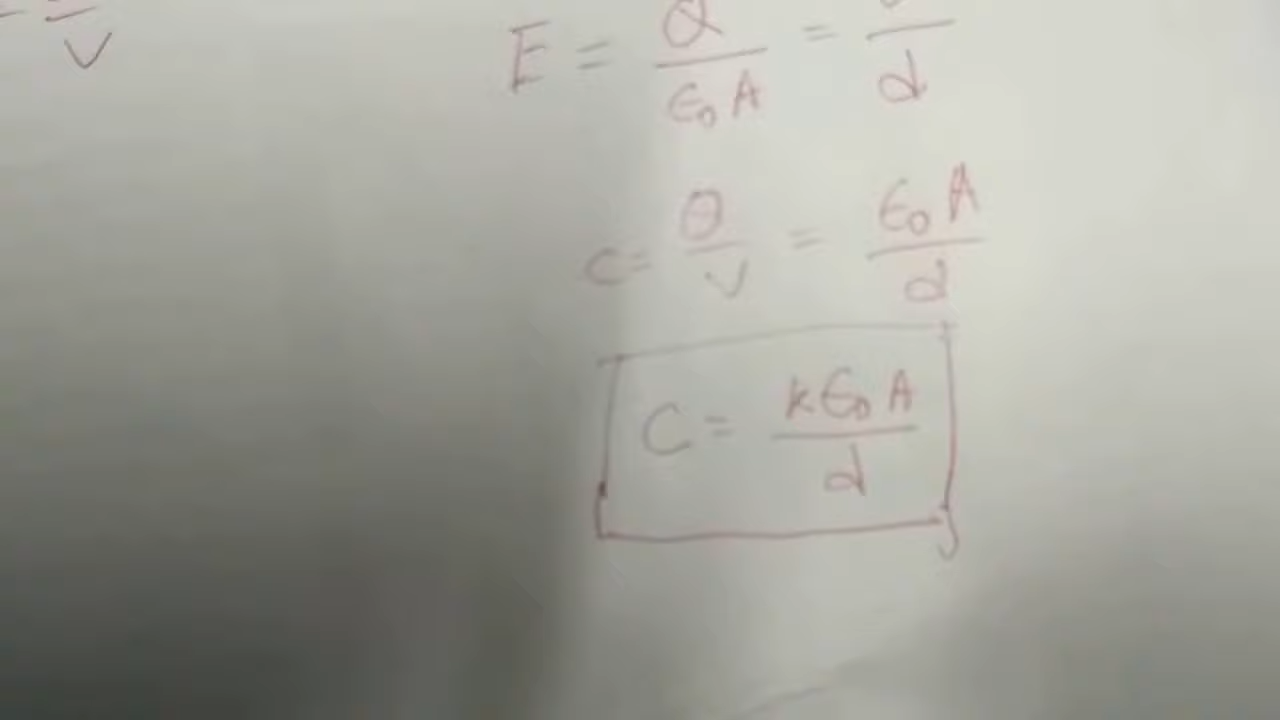 V
E = Q/ε₀A = /d
C = Q/V = ε₀A/d
C = kε₀A/d